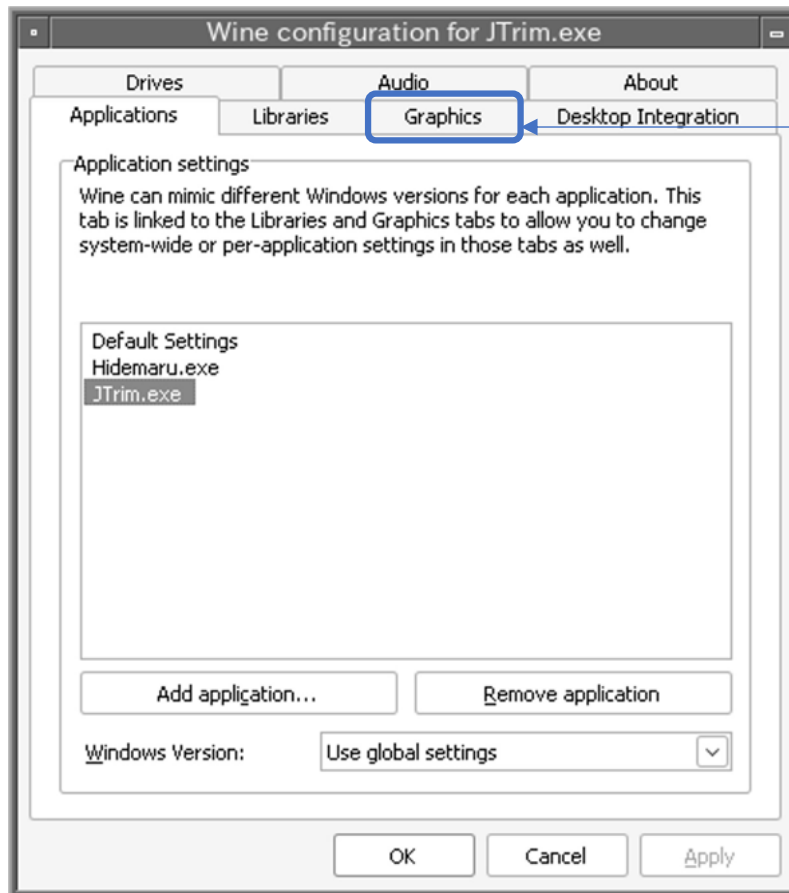 Wine configuration for JTrim.exe
Drives Audio About
Applications Libraries Graphics Desktop Integration
Application settings
Wine can mimic different Windows versions for each application. This
tab is linked to the Libraries and Graphics tabs to allow you to change
system-wide or per-application settings in those tabs as well.
Default Settings
Hidemaru.exe
JTrim.exe
Add application... Remove application
Windows Version: Use global settings
OK Cancel Apply